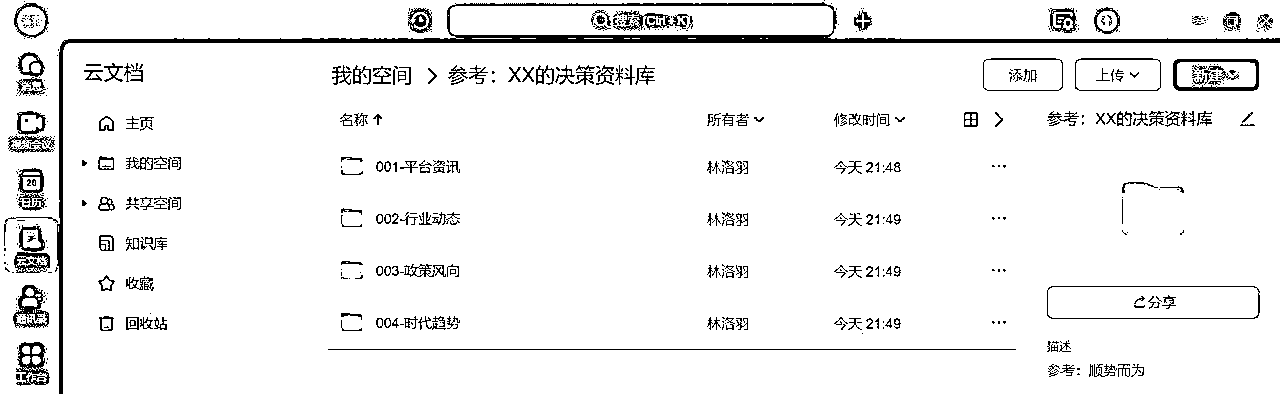 搜索 (Ctrl+K)
消息
视频会议
20
日历
云文档
通讯录
工作台
云文档
主页
我的空间
共享空间
知识库
收藏
回收站
我的空间 > 参考：XX的决策资料库
添加
上传
新建
名称 所有者 修改时间
001-平台资讯 林洛羽 今天 21:48 ...
002-行业动态 林洛羽 今天 21:49 ...
003-政策风向 林洛羽 今天 21:49 ...
004-时代趋势 林洛羽 今天 21:49 ...
参考：XX的决策资料库
分享
描述
参考：顺势而为